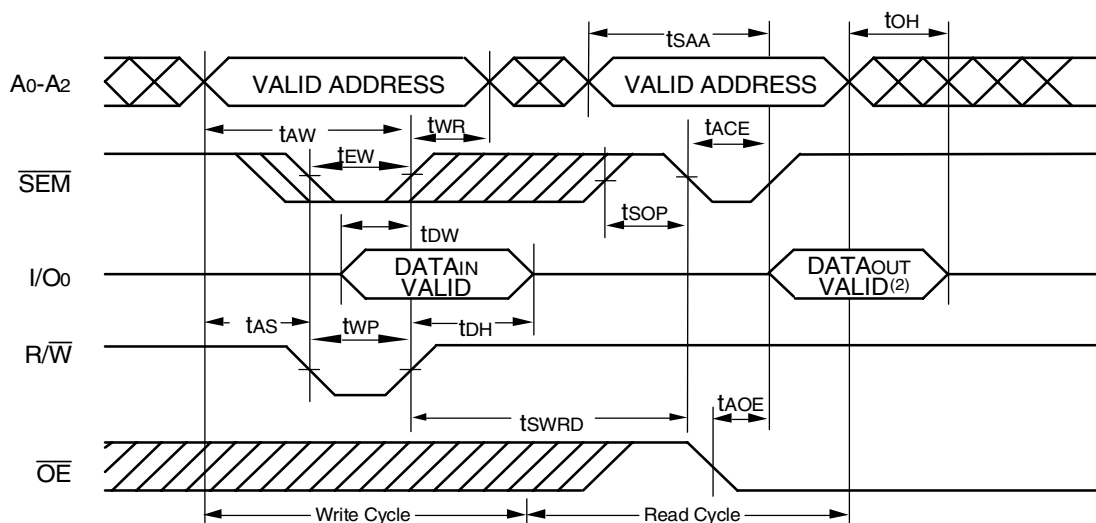 tSAA
tOH
A0-A2
VALID ADDRESS
VALID ADDRESS
tAW
tWR
tACE
tEW
SEM
tSOP
tDW
I/O0
DATAIN
VALID
DATAOUT
VALID(2)
tAS
tWP
tDH
R/W
tSWRD
tAOE
OE
Write Cycle
Read Cycle